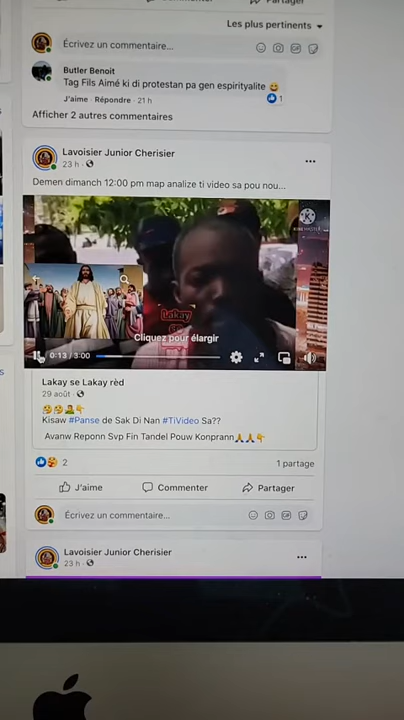 Partager
Les plus pertinents
Écrivez un commentaire...
GIF
Butler Benoit
Tag Fils Aimé ki di protestan pa gen espirityalite 😄
J'aime · Répondre · 21 h
1
Afficher 2 autres commentaires
Lavoisier Junior Cherisier
23 h ·
Demen dimanch 12:00 pm map analize ti video sa pou nou...
Lakay
Cliquez pour élargir
0:13 / 3:00
Lakay se Lakay rèd
29 août ·
Kisaw #Panse de Sak Di Nan #TiVideo Sa??
Avanw Reponn Svp Fin Tandel Pouw Konprann🙏🙏👇
2
1 partage
J'aime
Commenter
Partager
Écrivez un commentaire...
GIF
Lavoisier Junior Cherisier
23 h ·